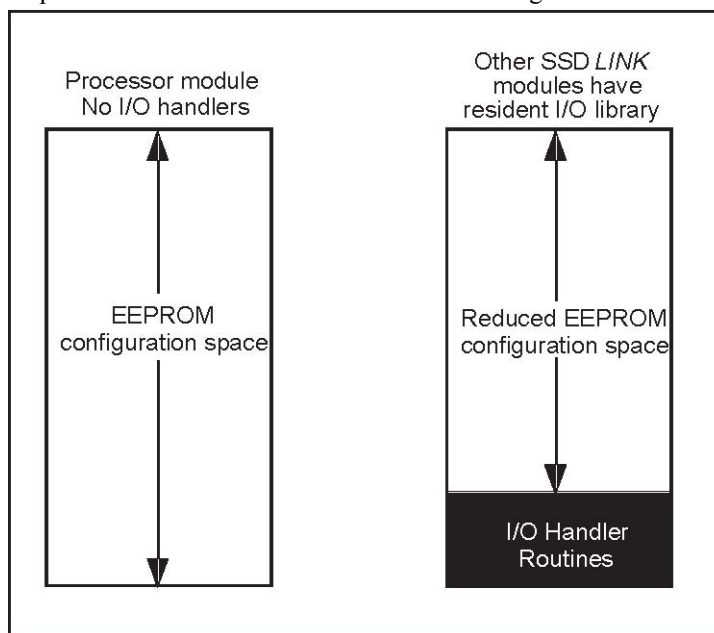 Processor module
No I/O handlers
Other SSD LINK
modules have
resident I/O library
EEPROM
configuration space
Reduced EEPROM
configuration space
I/O Handler
Routines